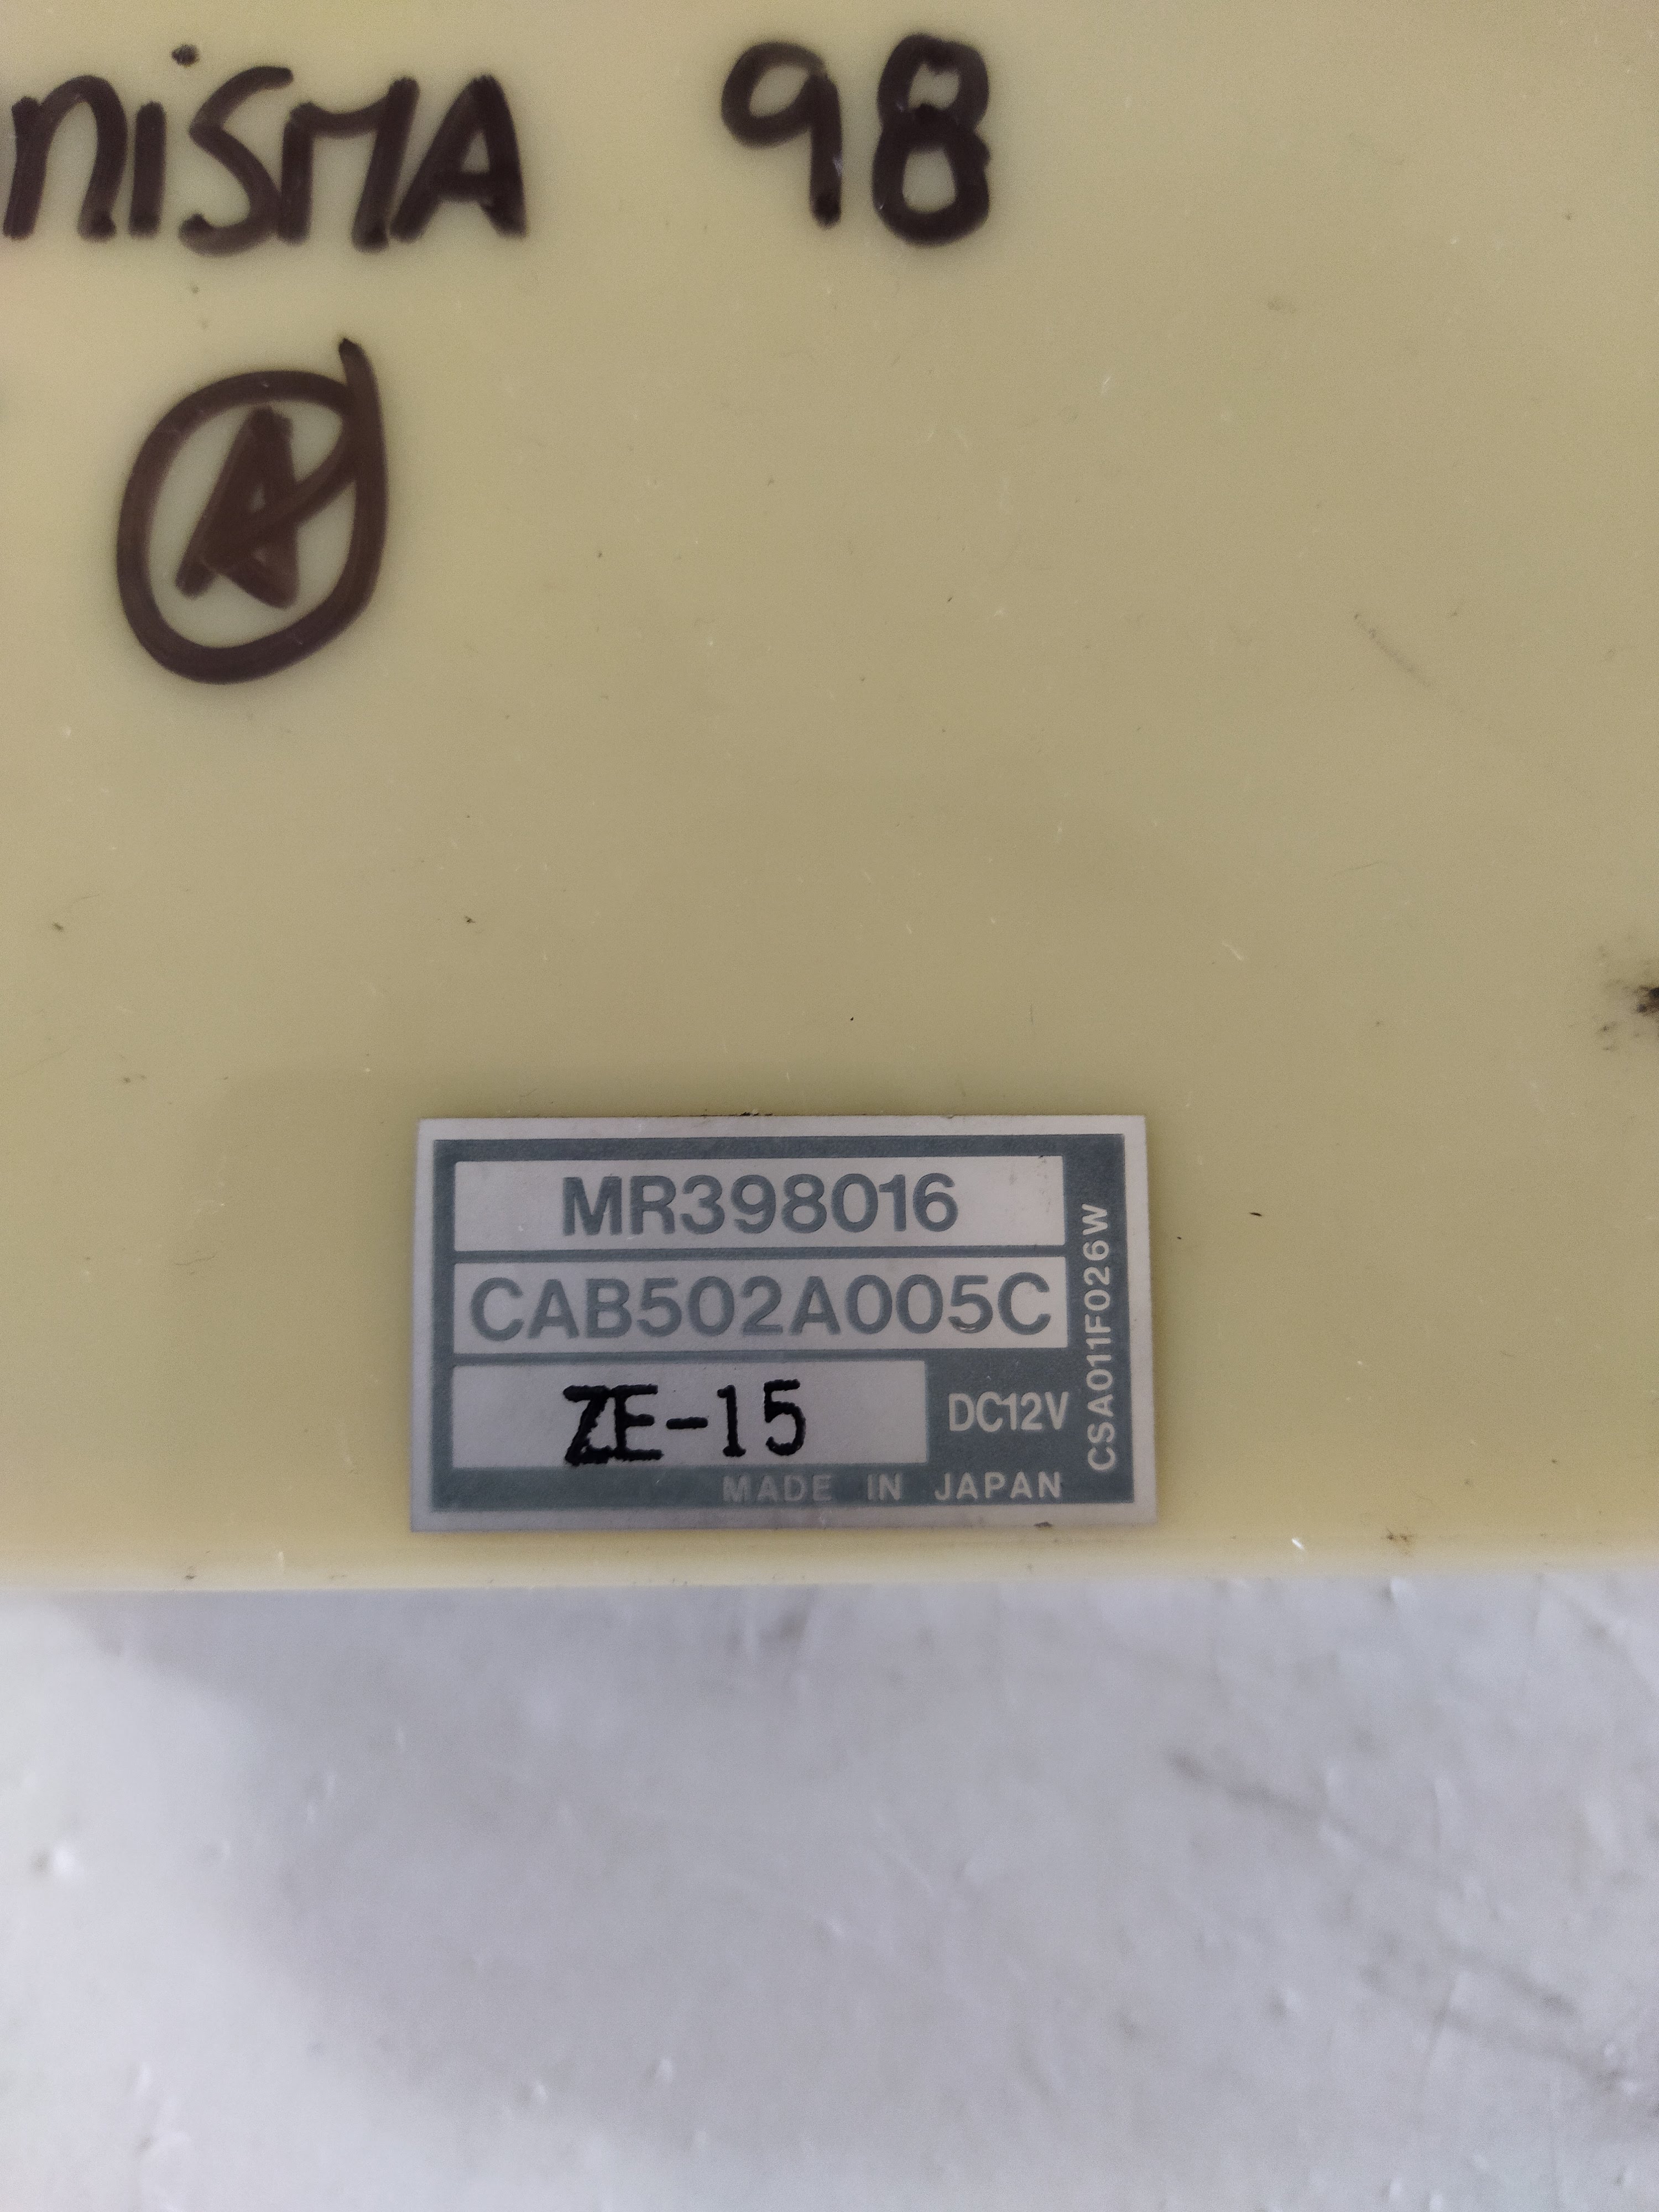 niSMA 98
A
MR398016
CAB502A005C
ZE-15
DC12V
MADE IN JAPAN
CSA011F026W